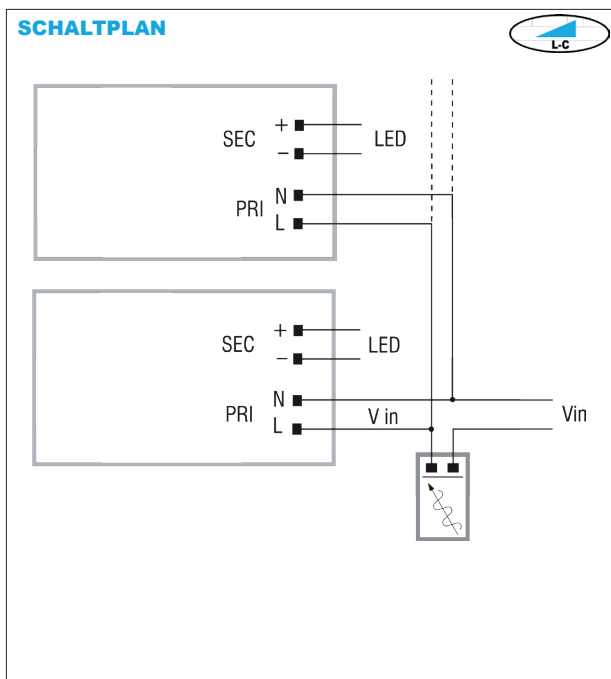 SCHALTPLAN
L-C
+
SEC
LED
−
N
PRI
L
+
SEC
LED
−
N
PRI
V in
Vin
L